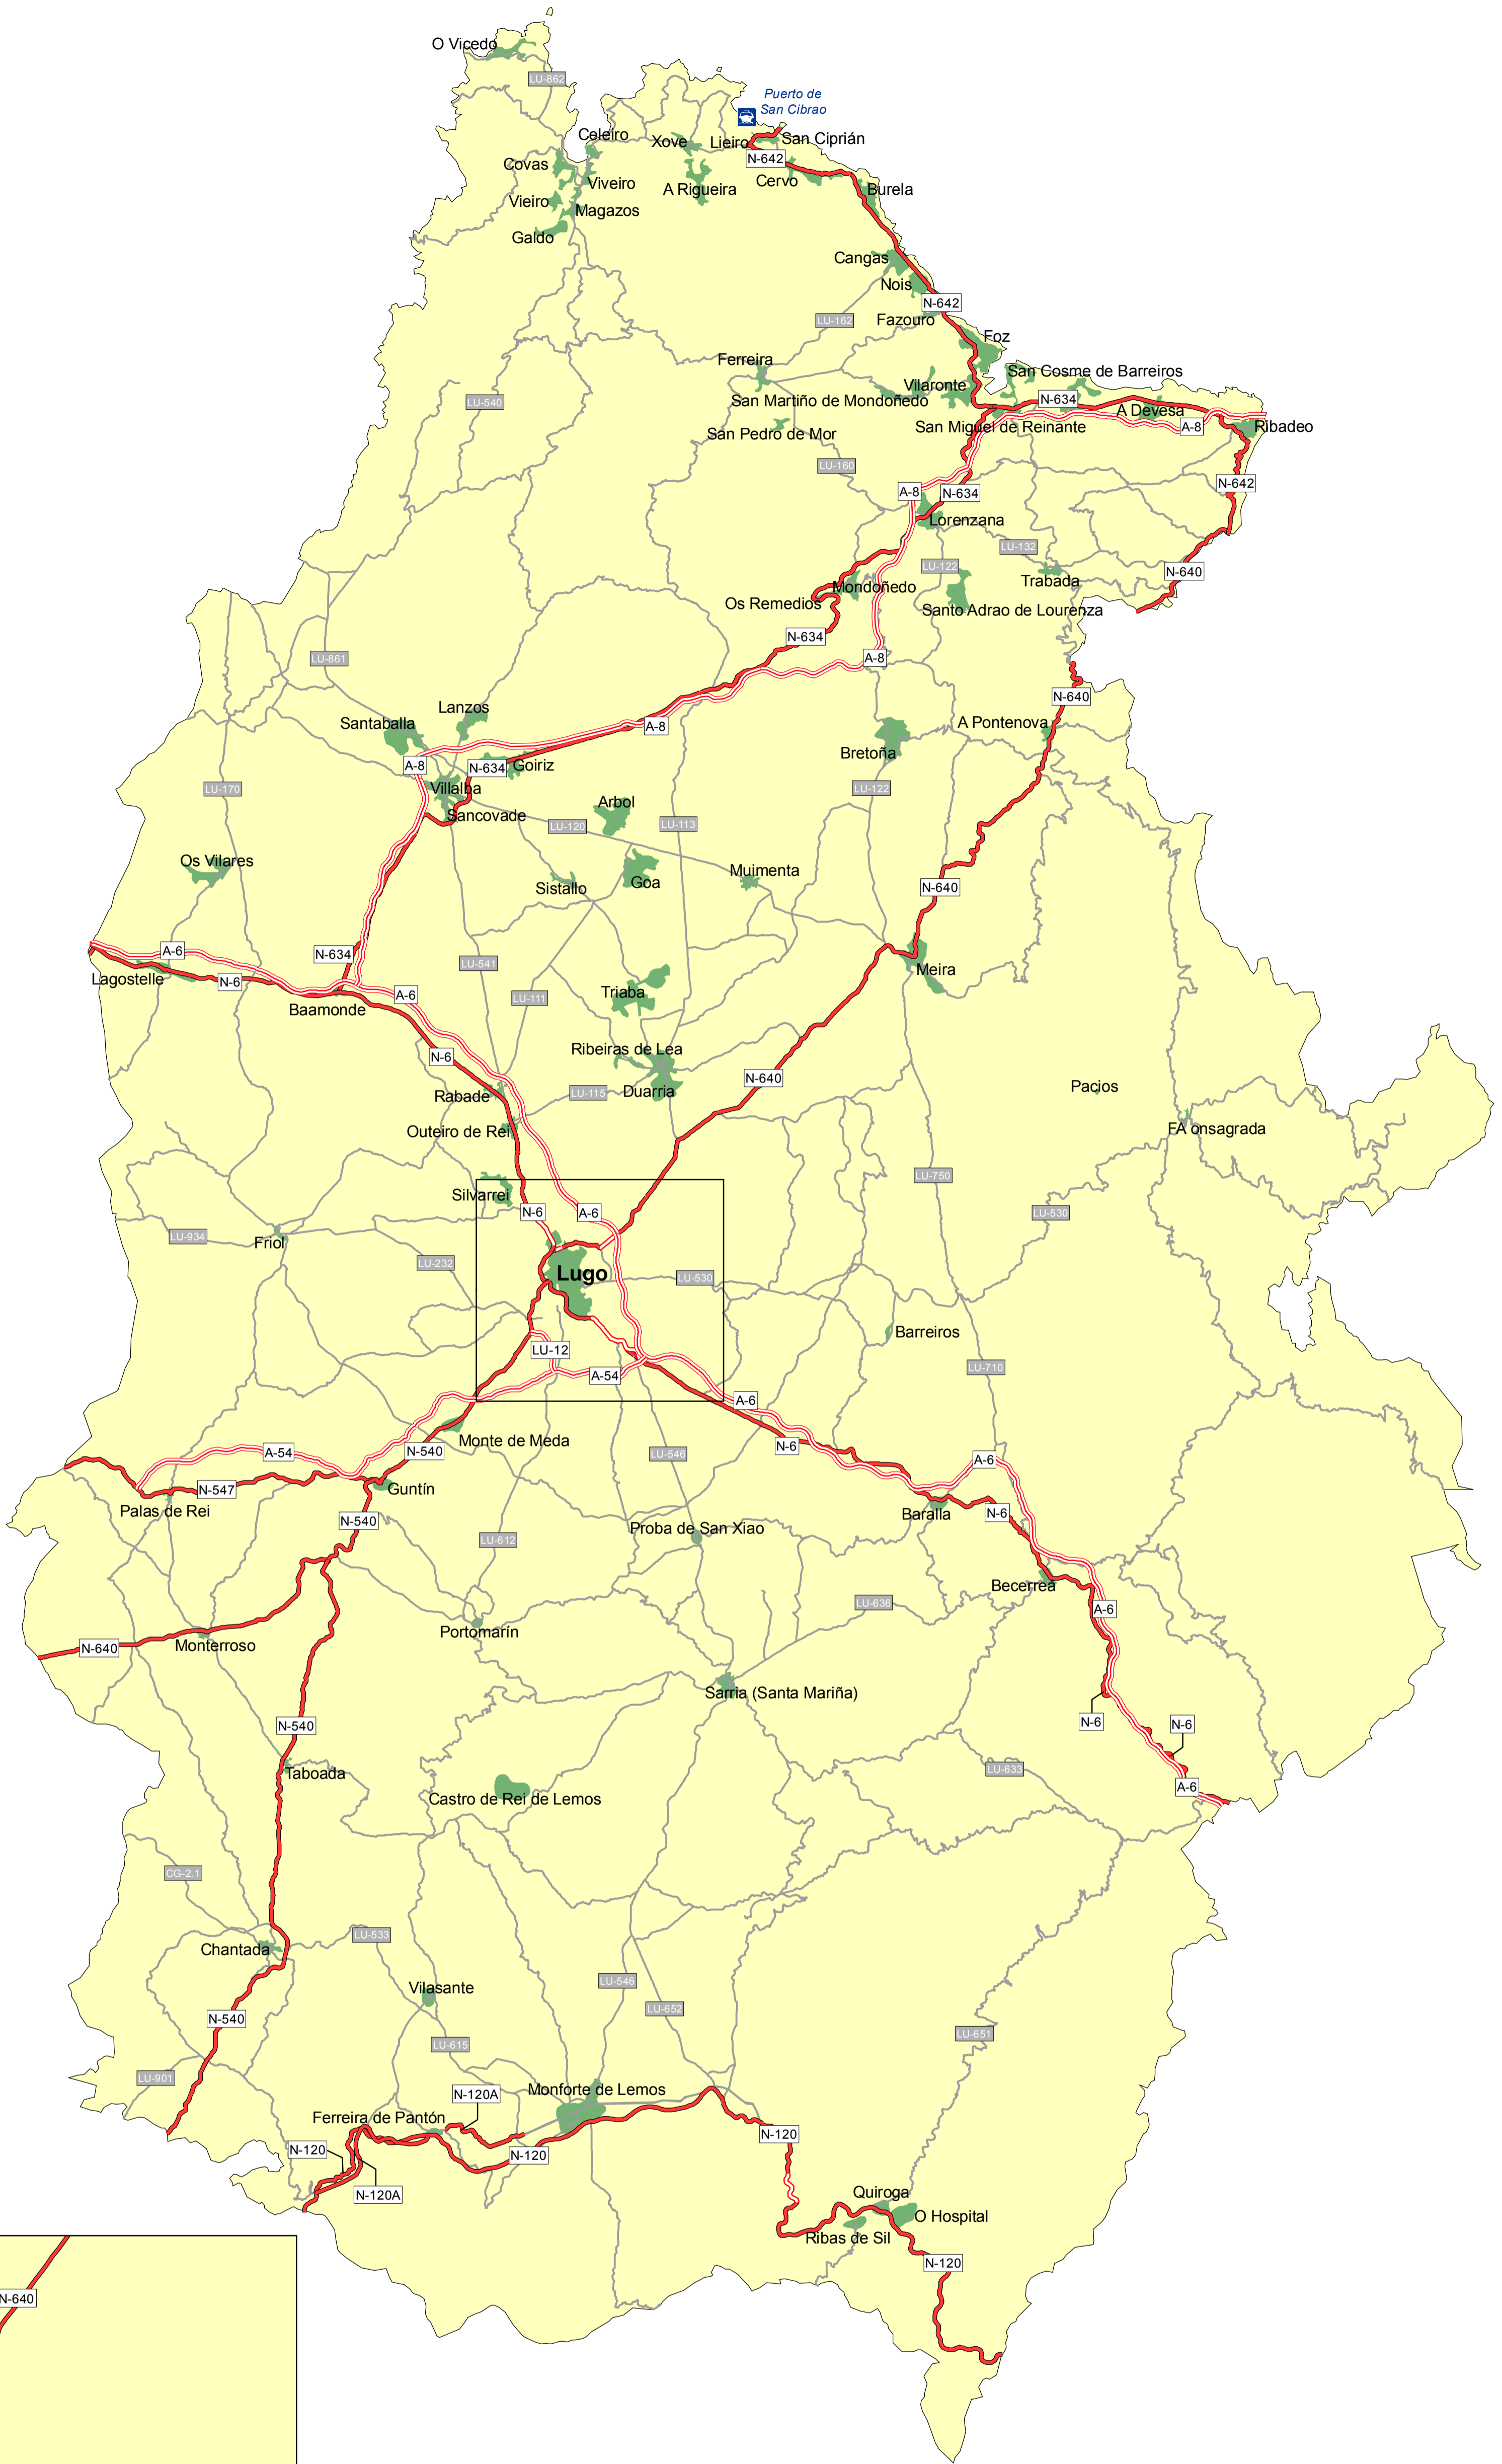 O Vicedo
LU-862
Puerto de
San Cibrao
Celeiro
Xove
Lieiro
San Ciprián
N-642
Covas
Viveiro
A Rigueira
Cervo
Burela
Vieiro
Magazos
Galdo
Cangas
Nois
N-642
LU-162
Fazouro
Foz
Ferreira
San Cosme de Barreiros
Vilaronte
LU-540
San Martiño de Mondoñedo
N-634
A Devesa
San Pedro de Mor
San Miguel de Reinante
A-8
Ribadeo
LU-160
N-642
A-8
N-634
Lorenzana
LU-132
LU-122
N-640
Mondoñedo
Trabada
Os Remedios
Santo Adrao de Lourenza
N-634
LU-861
A-8
N-640
Lanzos
Santaballa
A-8
A Pontenova
Bretoña
A-8
N-634
Goiriz
LU-170
Villalba
LU-122
Arbol
Sancovade
LU-120
LU-113
Os Vilares
Sistallo
Goa
Muimenta
N-640
A-6
N-634
LU-541
Meira
Lagostelle
N-6
A-6
LU-111
Triaba
Baamonde
N-6
Ribeiras de Lea
N-640
Rabade
LU-115
Duarria
Pacios
Outeiro de Rei
FA onsagrada
LU-750
Silvarrei
N-6
A-6
LU-530
LU-934
Friol
LU-232
Lugo
LU-530
Barreiros
LU-12
LU-710
A-54
A-6
Monte de Meda
A-54
N-540
LU-546
N-6
A-6
N-547
Guntín
Palas de Rei
Baralla
N-6
N-540
Proba de San Xiao
LU-612
Becerreá
LU-636
A-6
Portomarín
N-640
Monterroso
Sarria (Santa Mariña)
N-540
N-6
N-6
Taboada
LU-633
A-6
Castro de Rei de Lemos
CG-2.1
LU-533
Chantada
LU-546
Vilasante
LU-652
N-540
LU-651
LU-615
LU-901
N-120A
Monforte de Lemos
Ferreira de Pantón
N-120
N-120
N-120
N-120A
Quiroga
O Hospital
Ribas de Sil
N-120
N-640